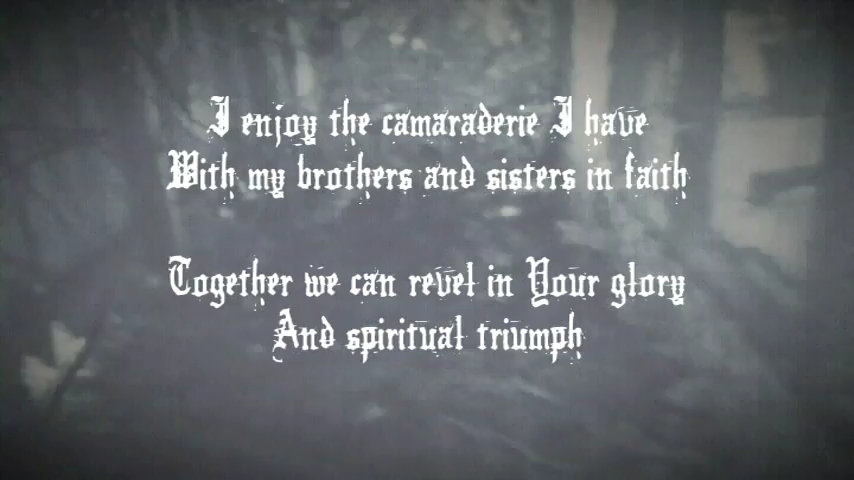 I enjoy the camaraderie I have
With my brothers and sisters in faith
Together we can revel in Your glory
And spiritual triumph